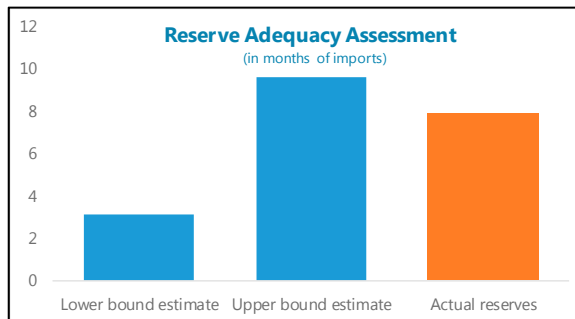 Reserve Adequacy Assessment
(in months of imports)
12
10
8
6
4
2
0
Lower bound estimate
Upper bound estimate
Actual reserves